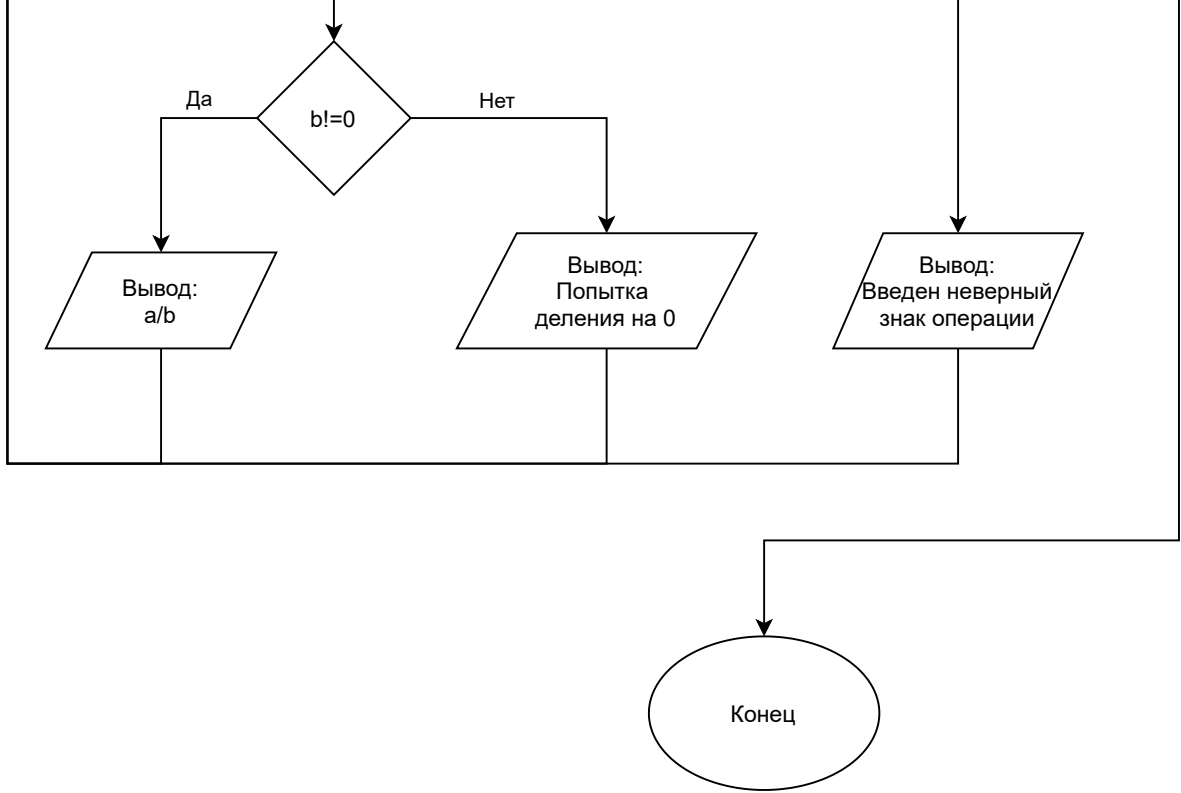 Да
Нет
b!=0
Вывод:
a/b
Вывод:
Попытка
деления на 0
Вывод:
Введен неверный
знак операции
Конец